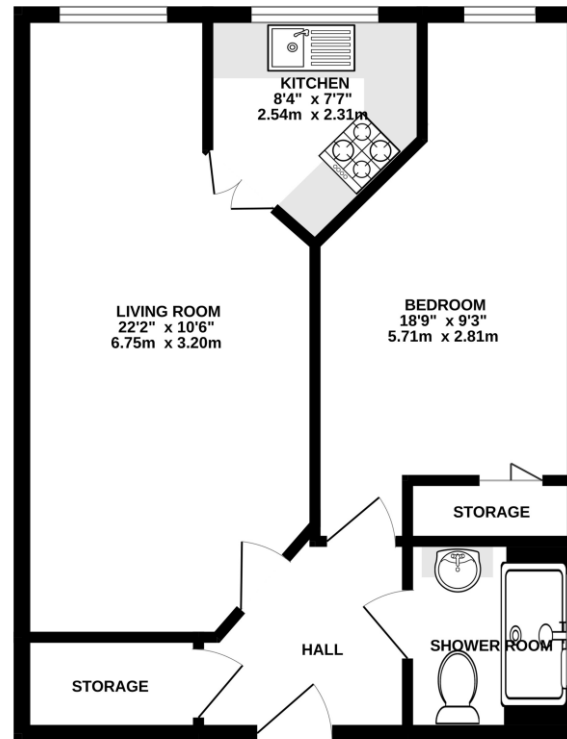 KITCHEN
8'4" x 7'7"
2.54m x 2.31m
LIVING ROOM
22'2" x 10'6"
6.75m x 3.20m
BEDROOM
18'9" x 9'3"
5.71m x 2.81m
STORAGE
HALL
SHOWER ROOM
STORAGE